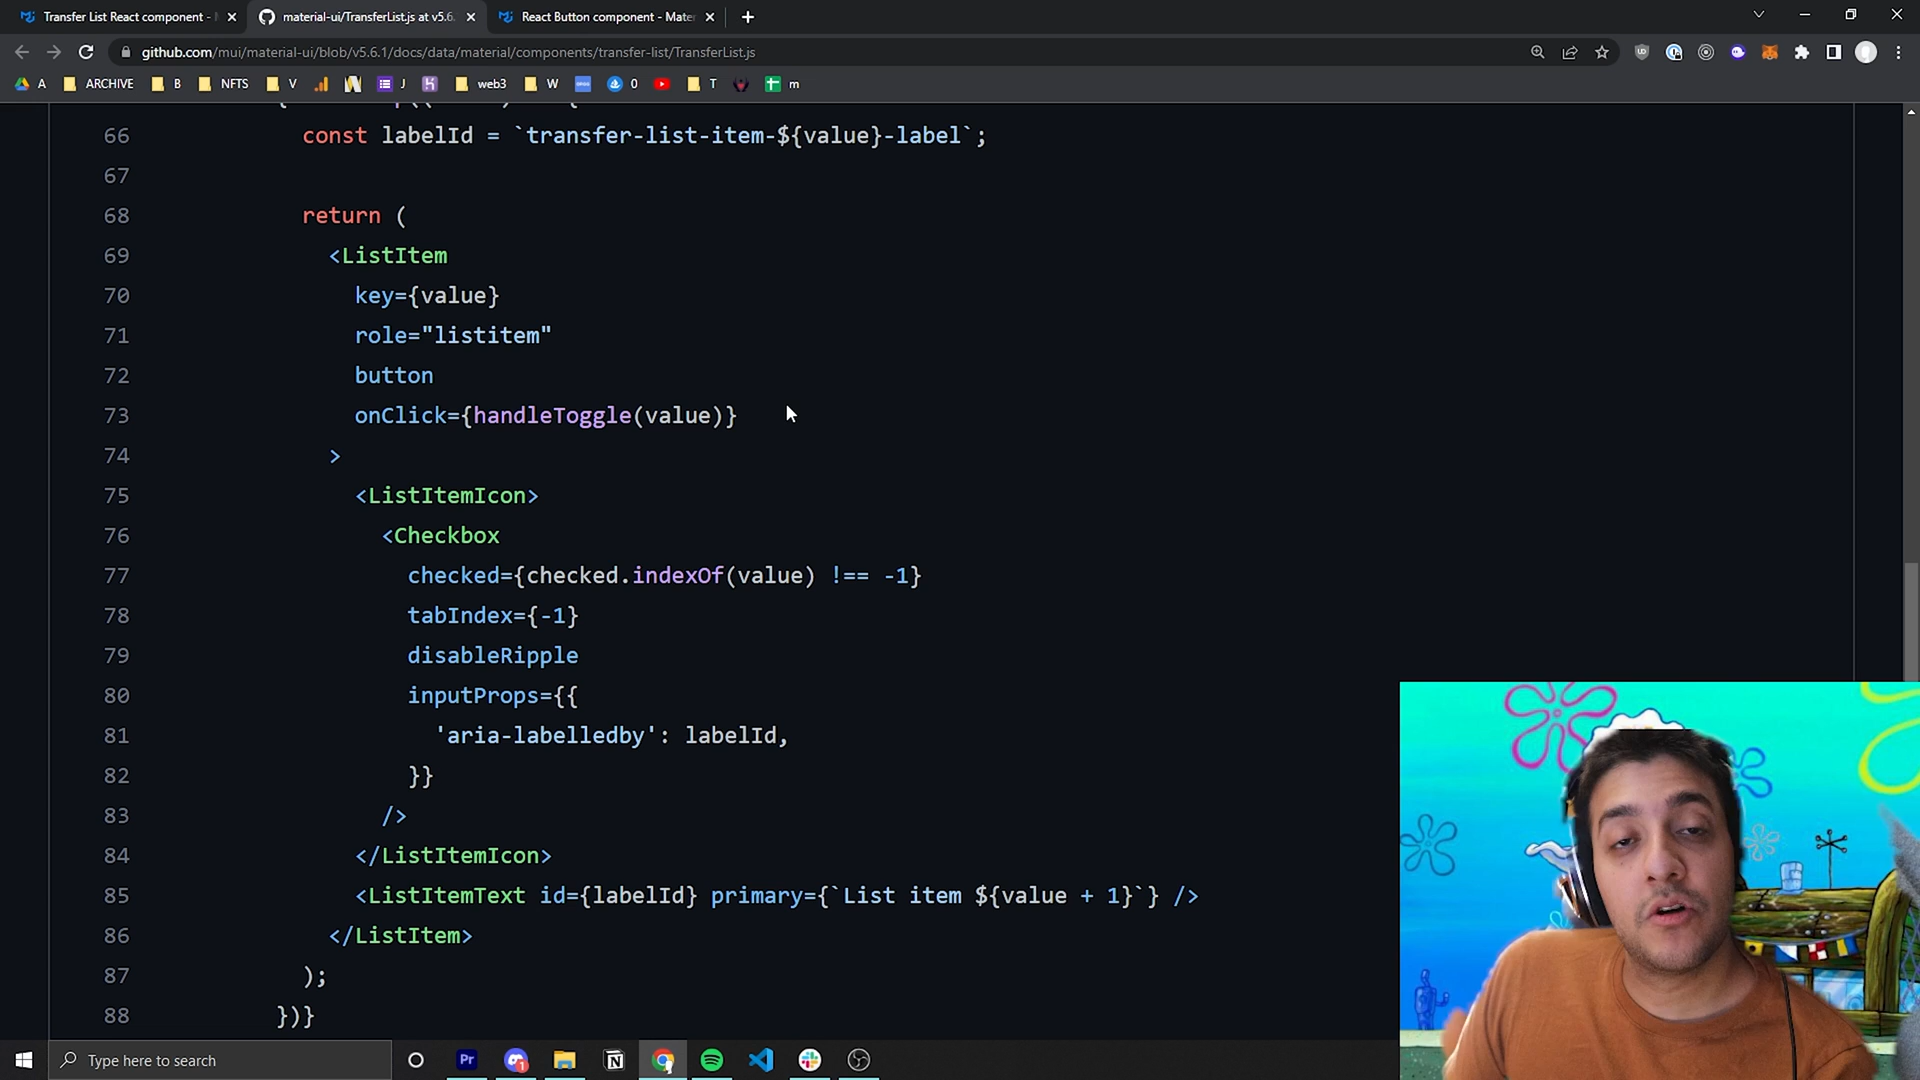 Transfer List React component -
material-ui/TransferList.js at v5.6.
React Button component - Mate
github.com/mui/material-ui/blob/v5.6.1/docs/data/material/components/transfer-list/TransferList.js
A ARCHIVE B NFTS V J web3 W 0 T m
66 const labelId = `transfer-list-item-${value}-label`;
67
68 return (
69 <ListItem
70 key={value}
71 role="listitem"
72 button
73 onClick={handleToggle(value)}
74 >
75 <ListItemIcon>
76 <Checkbox
77 checked={checked.indexOf(value) !== -1}
78 tabIndex={-1}
79 disableRipple
80 inputProps={{
81 'aria-labelledby': labelId,
82 }}
83 />
84 </ListItemIcon>
85 <ListItemText id={labelId} primary={`List item ${value + 1}`} />
86 </ListItem>
87 );
88 })}
Type here to search
Pr